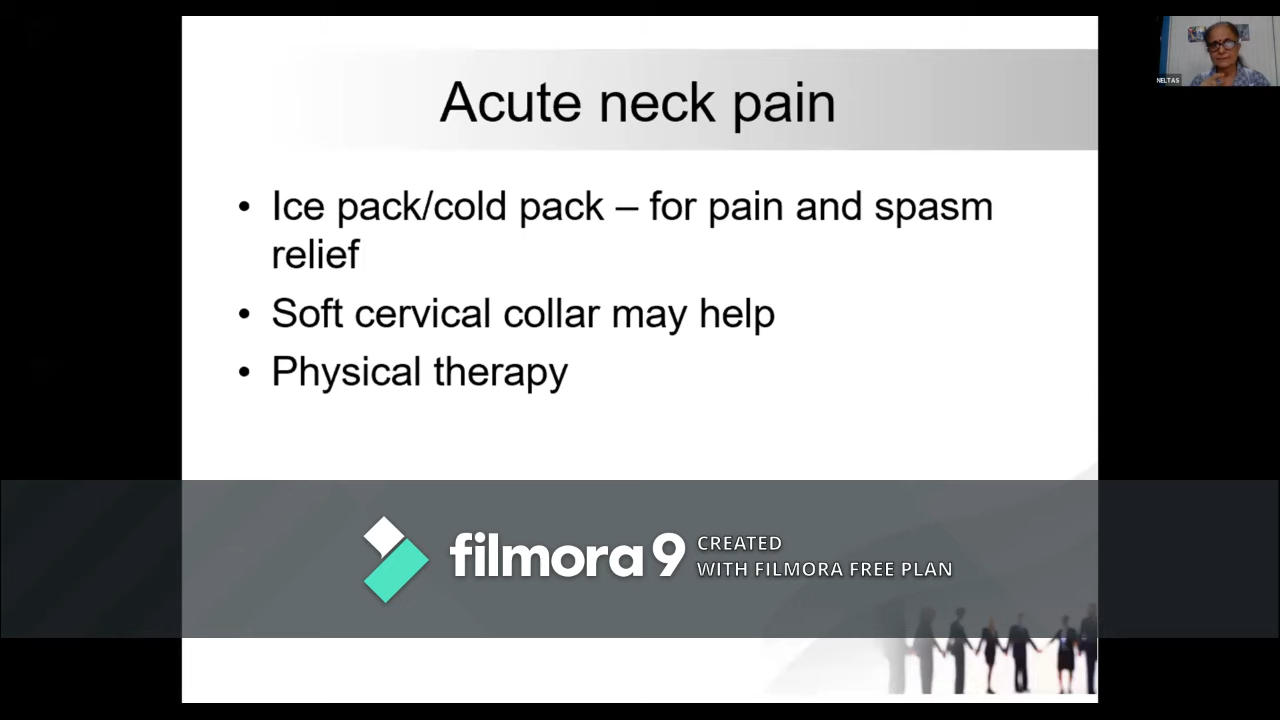 NELTAS
Acute neck pain
• Ice pack/cold pack – for pain and spasm
relief
• Soft cervical collar may help
• Physical therapy
filmora9
CREATED
WITH FILMORA FREE PLAN